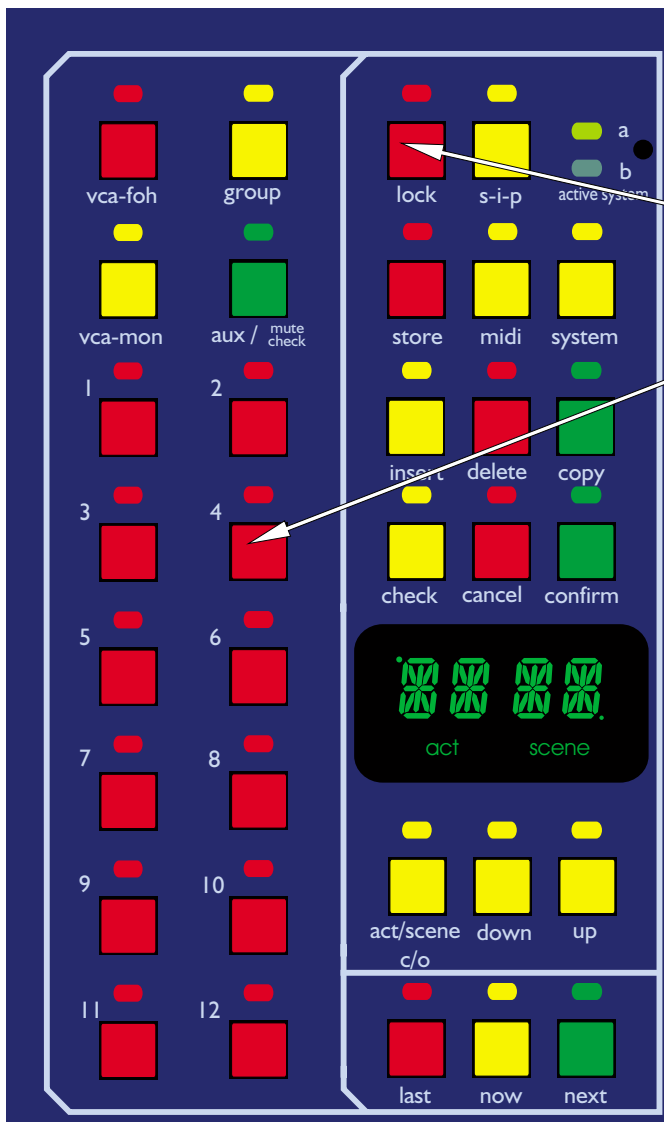 vca-foh group
vca-mon aux / mute check
1 2
3 4
5 6
7 8
9 10
11 12
lock s-i-p
a
b
active system
store midi system
insert delete copy
check cancel confirm
act scene
act/scene down up
c/o
last now next